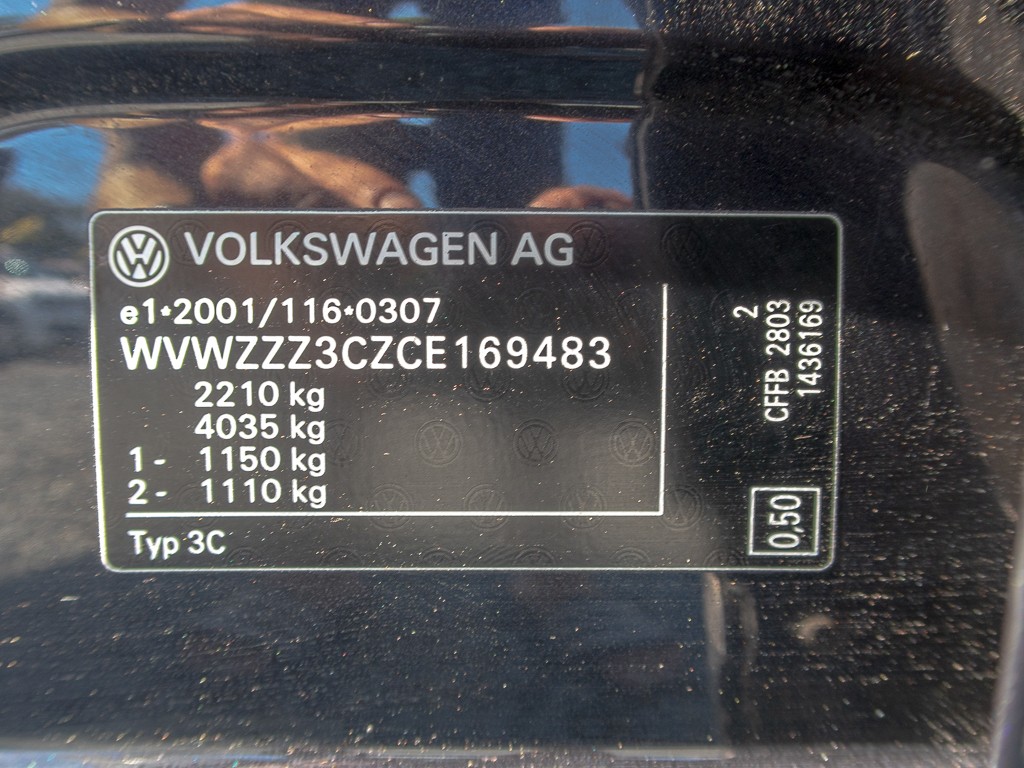 VOLKSWAGEN AG
e1*2001/116*0307
WVWZZZ3CZCE169483
2210 kg
4035 kg
1- 1150 kg
2- 1110 kg
Typ 3C
2
CFFB 2803
1436169
0,50